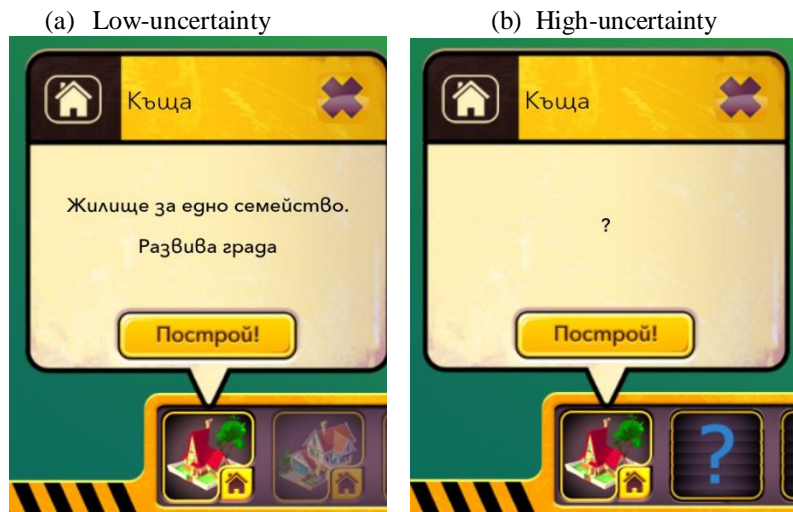 (a) Low-uncertainty
Къща
Жилище за едно семейство.
Развива града
Построй!
(b) High-uncertainty
Къща
?
Построй!
?